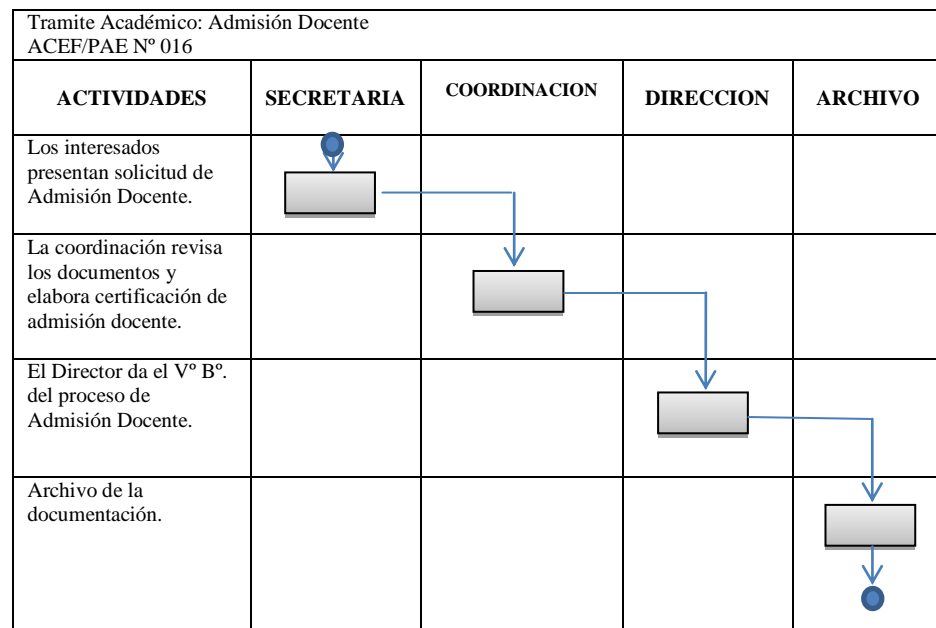 Tramite Académico: Admisión Docente
ACEF/PAE Nº 016
ACTIVIDADES
SECRETARIA
COORDINACION
DIRECCION
ARCHIVO
Los interesados
presentan solicitud de
Admisión Docente.
La coordinación revisa
los documentos y
elabora certificación de
admisión docente.
El Director da el Vº Bº.
del proceso de
Admisión Docente.
Archivo de la
documentación.